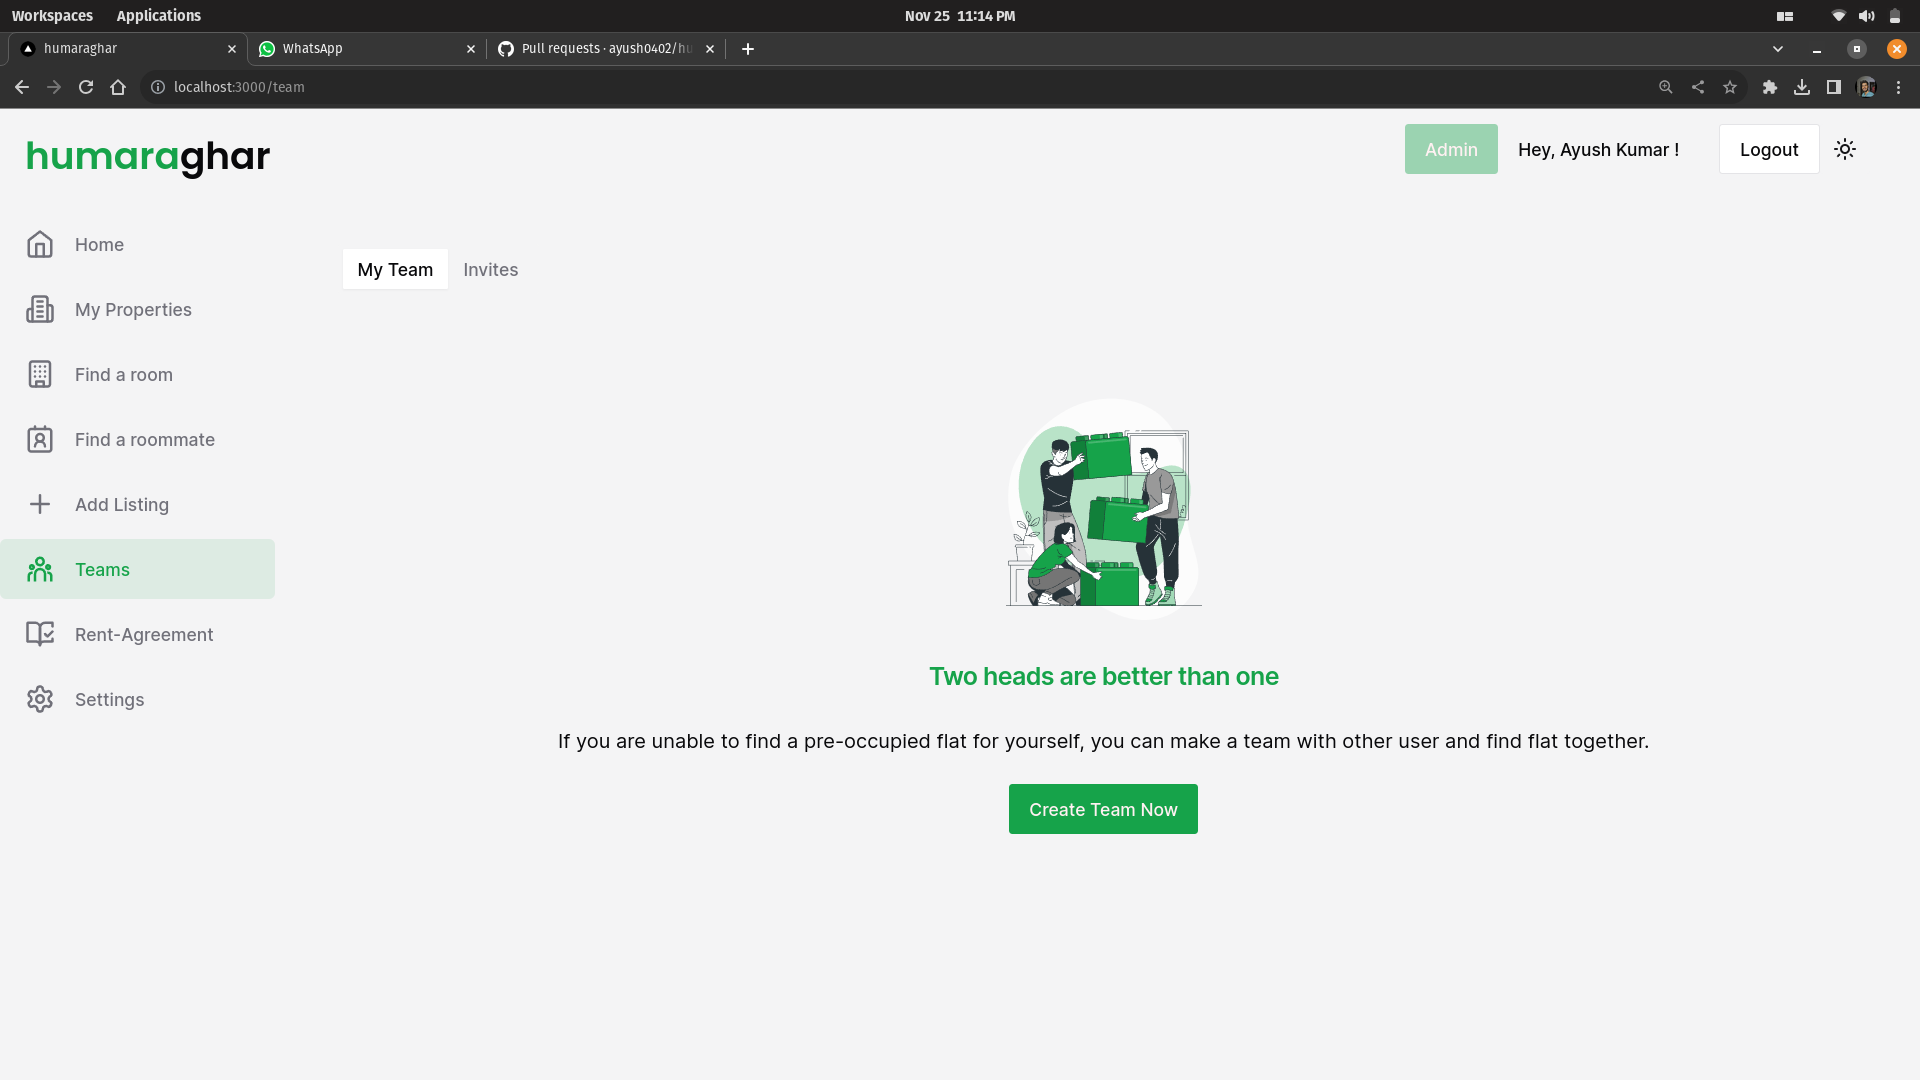 Workspaces Applications Nov 25 11:14 PM
humaraghar WhatsApp Pull requests · ayush0402/hu
localhost:3000/team
humaraghar
Admin Hey, Ayush Kumar ! Logout
Home
My Properties
Find a room
Find a roommate
Add Listing
Teams
Rent-Agreement
Settings
My Team Invites
Two heads are better than one
If you are unable to find a pre-occupied flat for yourself, you can make a team with other user and find flat together.
Create Team Now